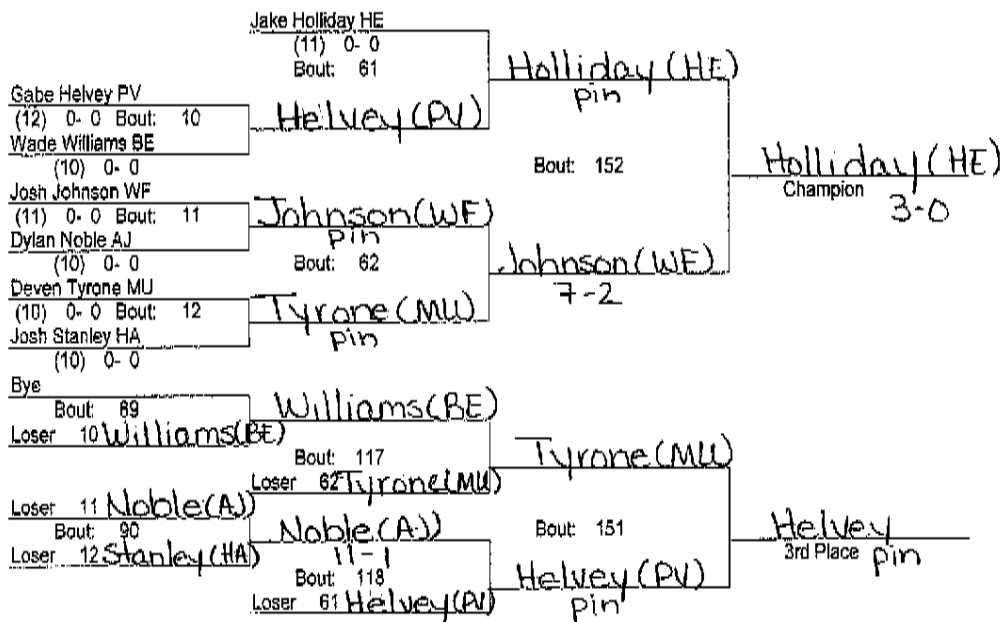 Jake Holliday HE
(11) 0- 0
Bout: 61
Holliday (HE)
pin
Gabe Helvey PV
(12) 0- 0 Bout: 10
Helvey (PV)
Wade Williams BE
(10) 0- 0
Bout: 152
Holliday (HE)
Champion
3-0
Josh Johnson WF
(11) 0- 0 Bout: 11
Johnson (WF)
pin
Dylan Noble AJ
(10) 0- 0
Bout: 62
Johnson (WF)
7-2
Deven Tyrone MU
(10) 0- 0 Bout: 12
Tyrone (MU)
pin
Josh Stanley HA
(10) 0- 0
Bye
Bout: 89
Williams (BE)
Loser 10 Williams (BE)
Bout: 117
Tyrone (MU)
Loser 62 Tyrone (MU)
Loser 11 Noble (AJ)
Bout: 90
Noble (AJ)
11-1
Loser 12 Stanley (HA)
Bout: 151
Helvey
3rd Place pin
Bout: 118
Helvey (PV)
pin
Loser 61 Helvey (PV)